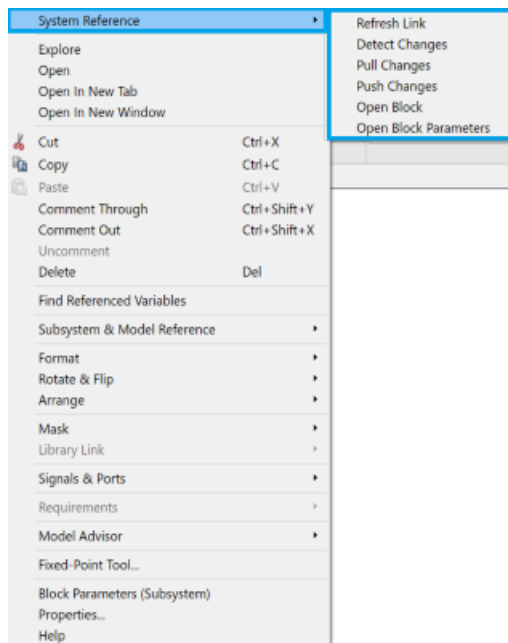 System Reference
Refresh Link
Detect Changes
Pull Changes
Push Changes
Open Block
Open Block Parameters
Explore
Open
Open In New Tab
Open In New Window
Cut Ctrl+X
Copy Ctrl+C
Paste Ctrl+V
Comment Through Ctrl+Shift+Y
Comment Out Ctrl+Shift+X
Uncomment
Delete Del
Find Referenced Variables
Subsystem & Model Reference
Format
Rotate & Flip
Arrange
Mask
Library Link
Signals & Ports
Requirements
Model Advisor
Fixed-Point Tool...
Block Parameters (Subsystem)
Properties...
Help